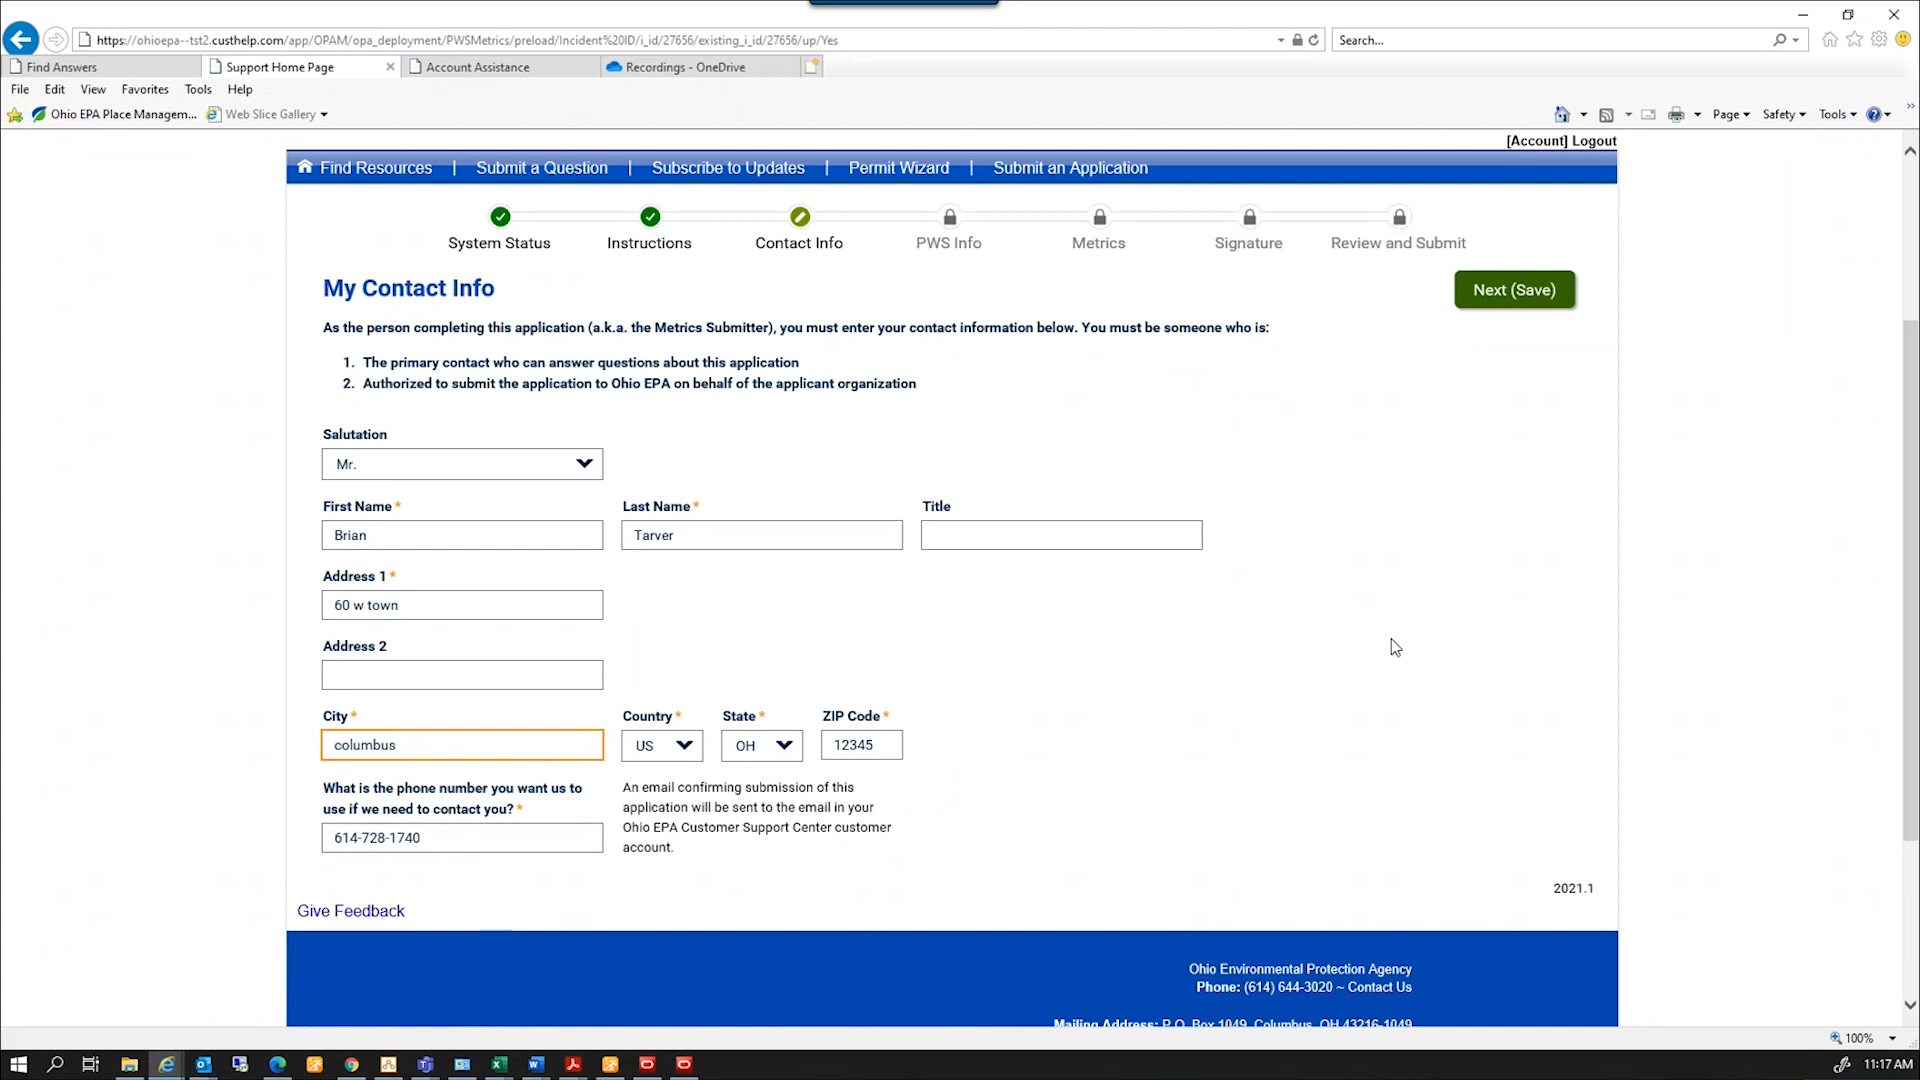 https://ohioepa--tst2.custhelp.com/app/OPAM/opa_deployment/PWSMetrics/preload/Incident%20ID/i_id/27656/existing_i_id/27656/up/Yes
Search...
Find Answers
Support Home Page
Account Assistance
Recordings - OneDrive
File Edit View Favorites Tools Help
Ohio EPA Place Managem...
Web Slice Gallery
Page Safety Tools
[Account] Logout
Find Resources | Submit a Question | Subscribe to Updates | Permit Wizard | Submit an Application
System Status Instructions Contact Info PWS Info Metrics Signature Review and Submit
My Contact Info
Next (Save)
As the person completing this application (a.k.a. the Metrics Submitter), you must enter your contact information below. You must be someone who is:
1. The primary contact who can answer questions about this application
2. Authorized to submit the application to Ohio EPA on behalf of the applicant organization
Salutation
Mr.
First Name * Last Name * Title
Brian Tarver
Address 1 *
60 w town
Address 2
City * Country * State * ZIP Code *
columbus US OH 12345
What is the phone number you want us to
use if we need to contact you? *
614-728-1740
An email confirming submission of this
application will be sent to the email in your
Ohio EPA Customer Support Center customer
account.
2021.1
Give Feedback
Ohio Environmental Protection Agency
Phone: (614) 644-3020 ~ Contact Us
Mailing Address: P.O. Box 1049, Columbus, OH 43216-1049
100%
11:17 AM